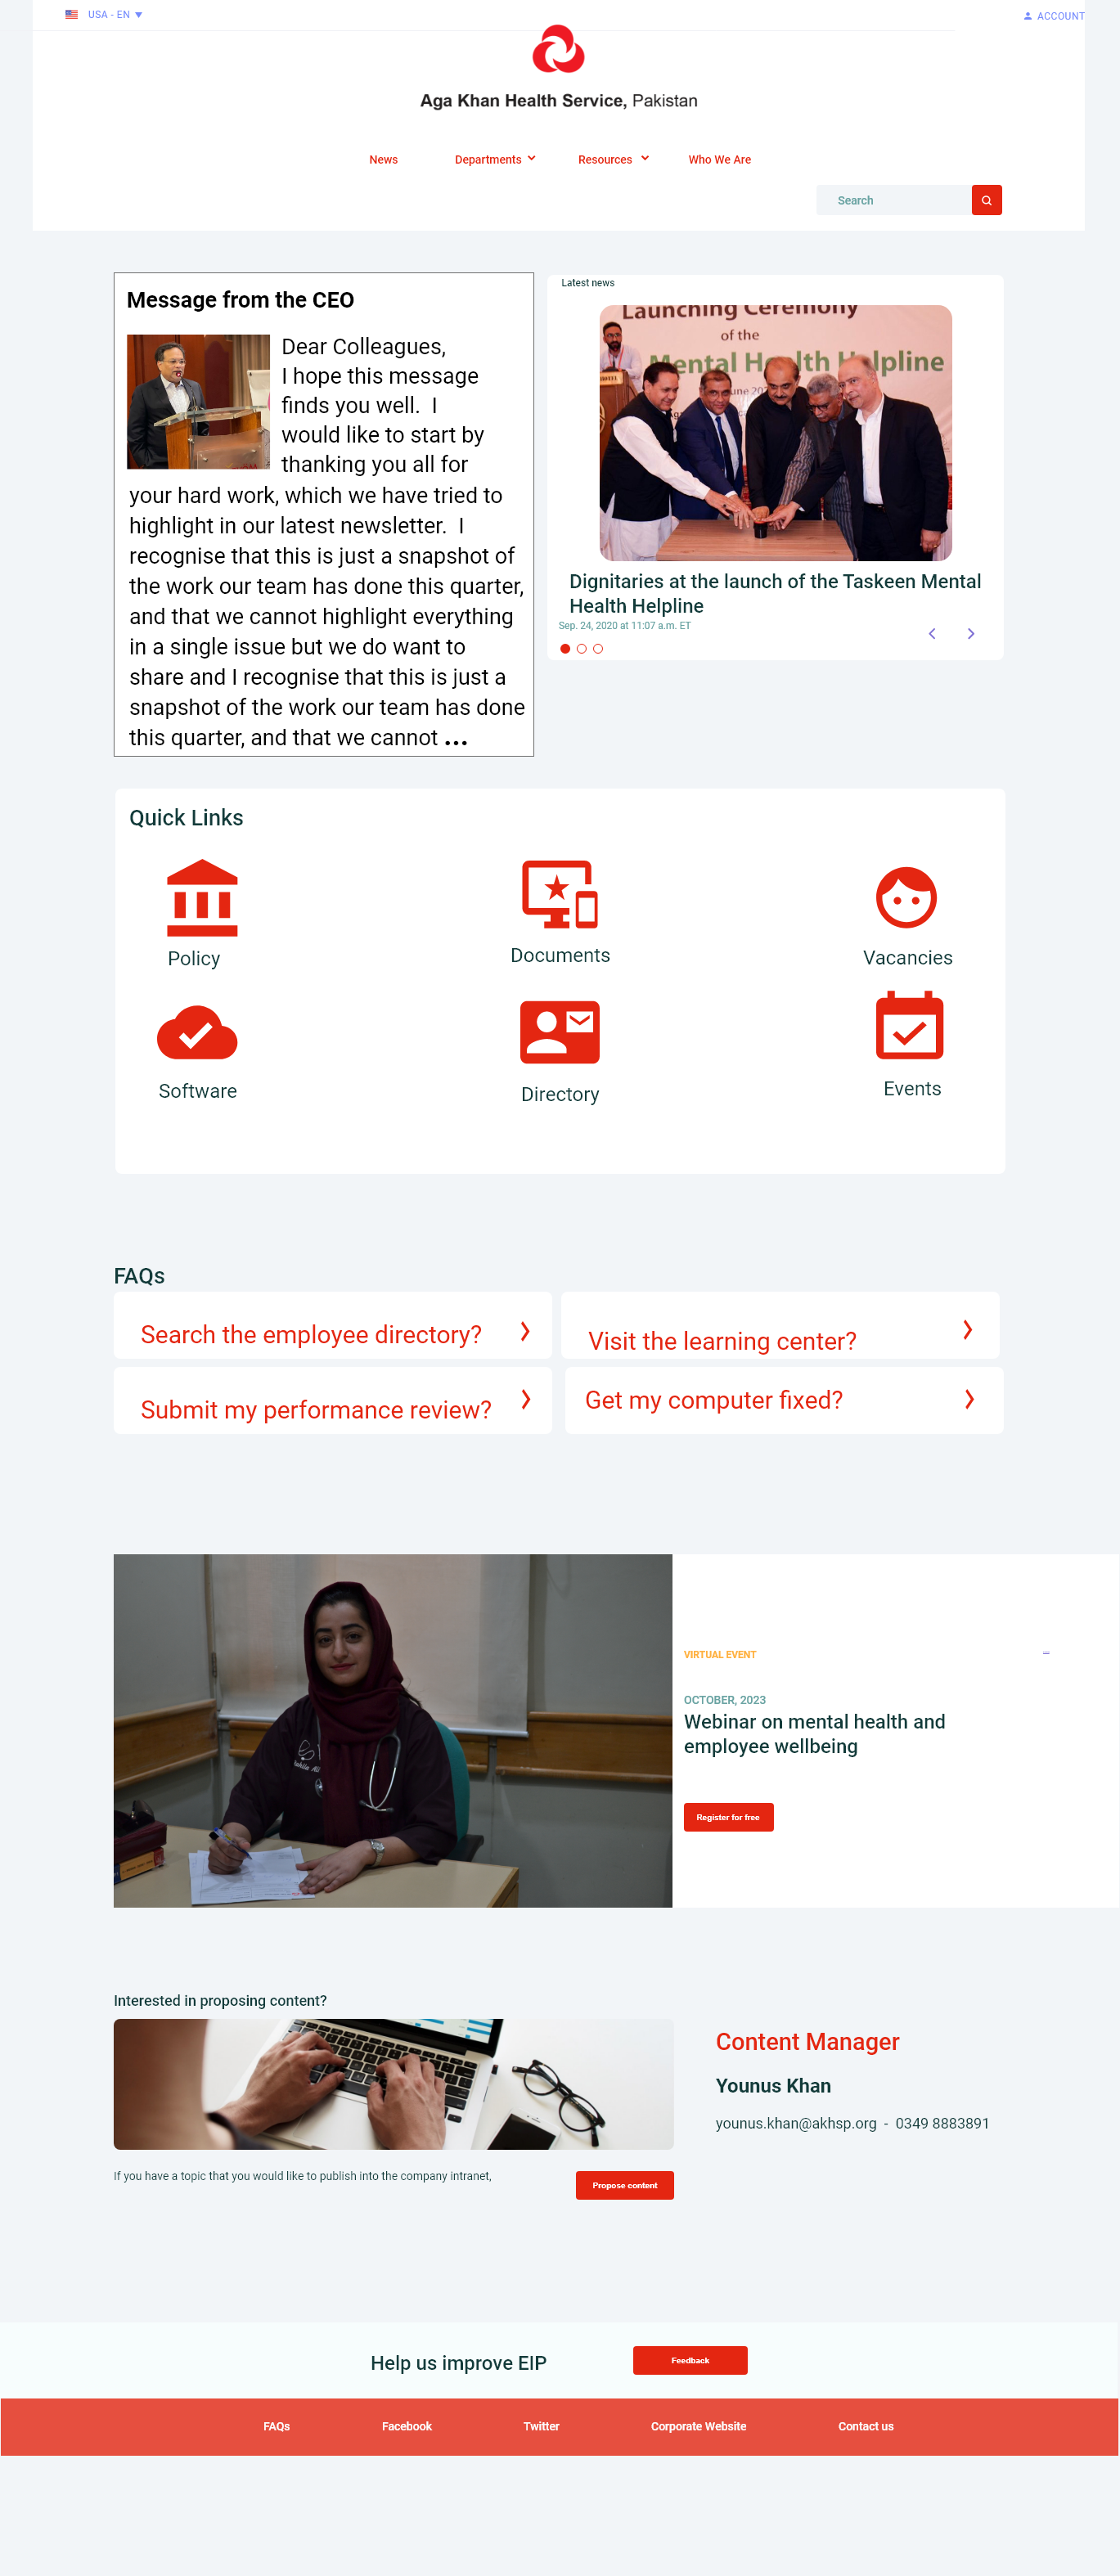 USA - EN
ACCOUNT
Aga Khan Health Service, Pakistan
News
Departments
Resources
Who We Are
Search
Message from the CEO
Dear Colleagues,
I hope this message
finds you well.  I
would like to start by
thanking you all for
your hard work, which we have tried to
highlight in our latest newsletter.  I
recognise that this is just a snapshot of
the work our team has done this quarter,
and that we cannot highlight everything
in a single issue but we do want to
share and I recognise that this is just a
snapshot of the work our team has done
this quarter, and that we cannot ...
Latest news
Launching Ceremony
of the
Mental Health Helpline
Dignitaries at the launch of the Taskeen Mental
Health Helpline
Sep. 24, 2020 at 11:07 a.m. ET
Quick Links
Policy
Documents
Vacancies
Software
Directory
Events
FAQs
Search the employee directory?
Visit the learning center?
Submit my performance review?
Get my computer fixed?
VIRTUAL EVENT
OCTOBER, 2023
Webinar on mental health and
employee wellbeing
Register for free
Interested in proposing content?
Content Manager
Younus Khan
younus.khan@akhsp.org  -  0349 8883891
If you have a topic that you would like to publish into the company intranet,
Propose content
Help us improve EIP
Feedback
FAQs
Facebook
Twitter
Corporate Website
Contact us